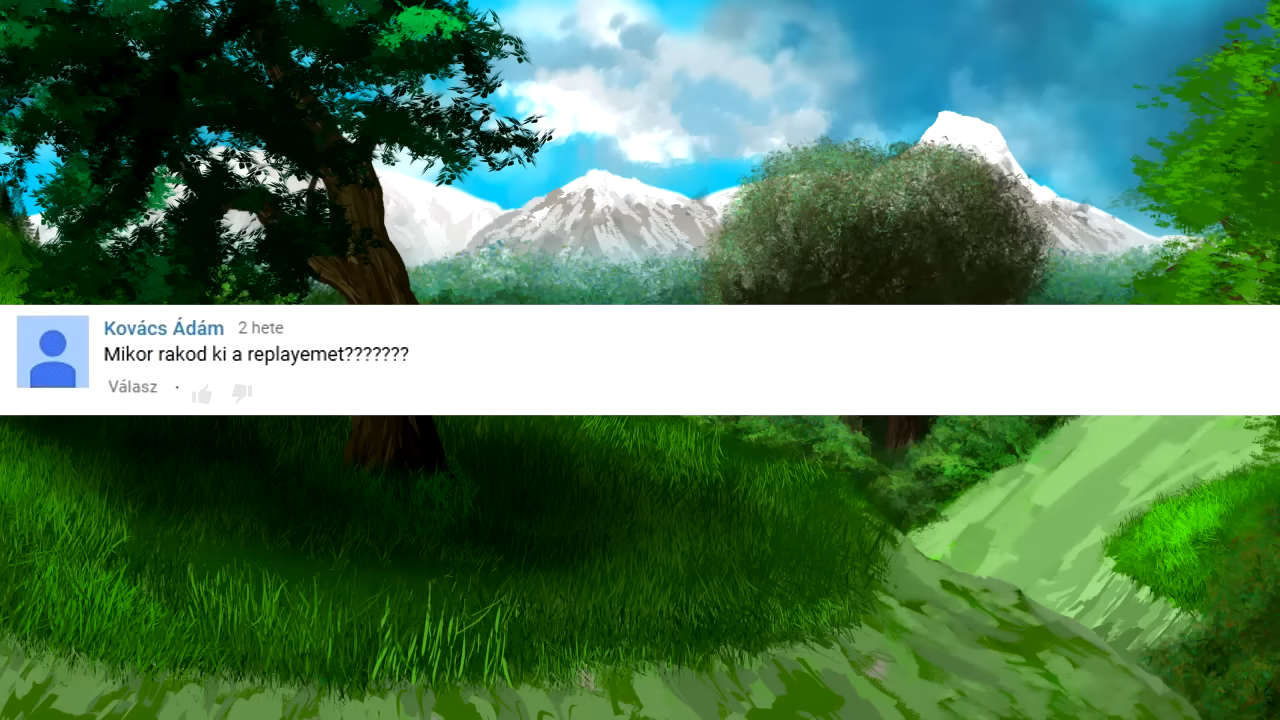 Kovács Ádám 2 hete
Mikor rakod ki a replayemet???????
Válasz ·